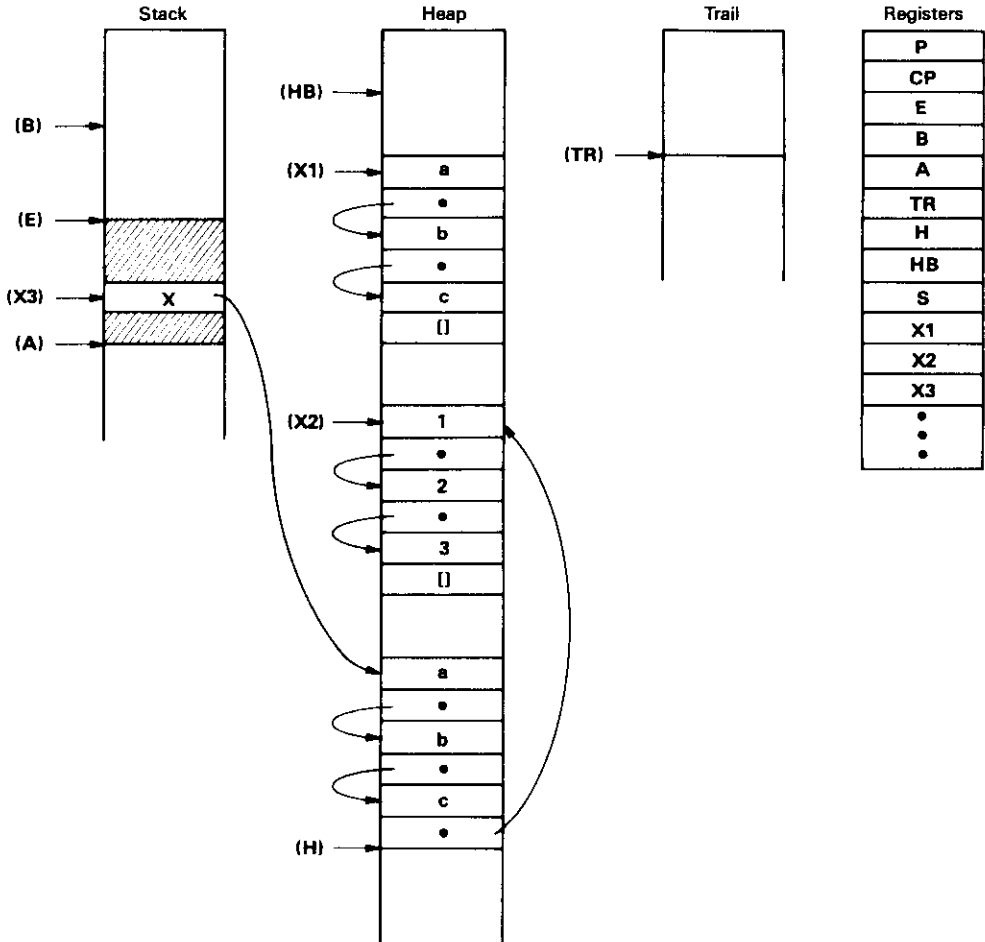 Stack
Heap
Trail
Registers
(B)
(E)
(X3)
X
(A)
(HB)
(X1)
a
b
c
[]
(X2)
1
2
3
[]
a
b
c
(H)
(TR)
P
CP
E
B
A
TR
H
HB
S
X1
X2
X3